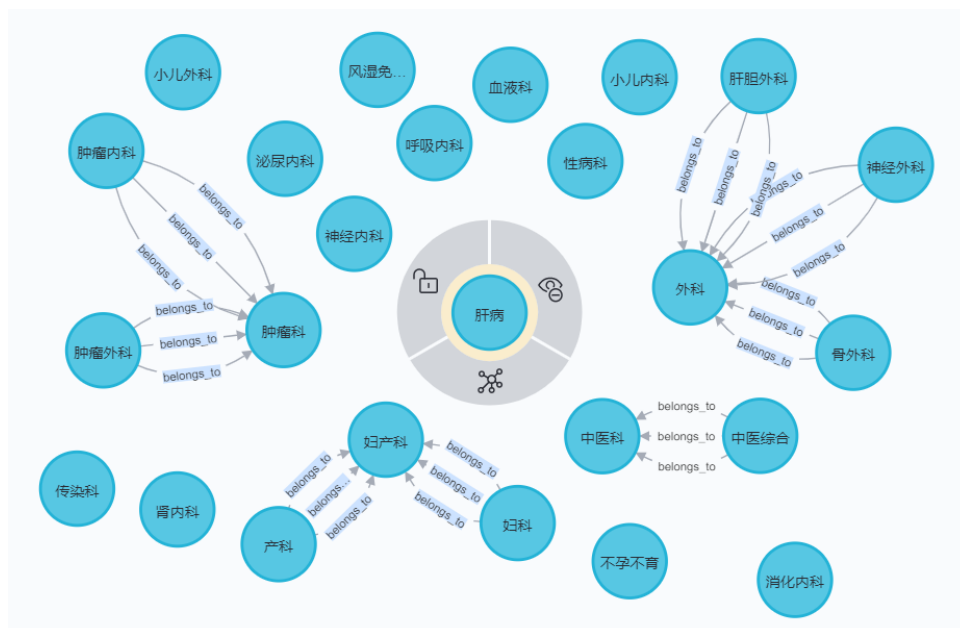 小儿外科
风湿免...
血液科
小儿内科
肝胆外科
肿瘤内科
泌尿内科
呼吸内科
性病科
神经外科
belongs_to
belongs_to
belongs_to
belongs_to
belongs_to
belongs_to
belongs_to
belongs_to
belongs_to
神经内科
外科
肝病
肿瘤外科
肿瘤科
belongs_to
belongs_to
belongs_to
belongs_to
belongs_to
belongs_to
骨外科
妇产科
中医科
中医综合
belongs_to
belongs_to
belongs_to
belongs_to
belongs_to
belongs_to
belongs_to
belongs...
belongs_to
传染科
肾内科
产科
妇科
不孕不育
消化内科